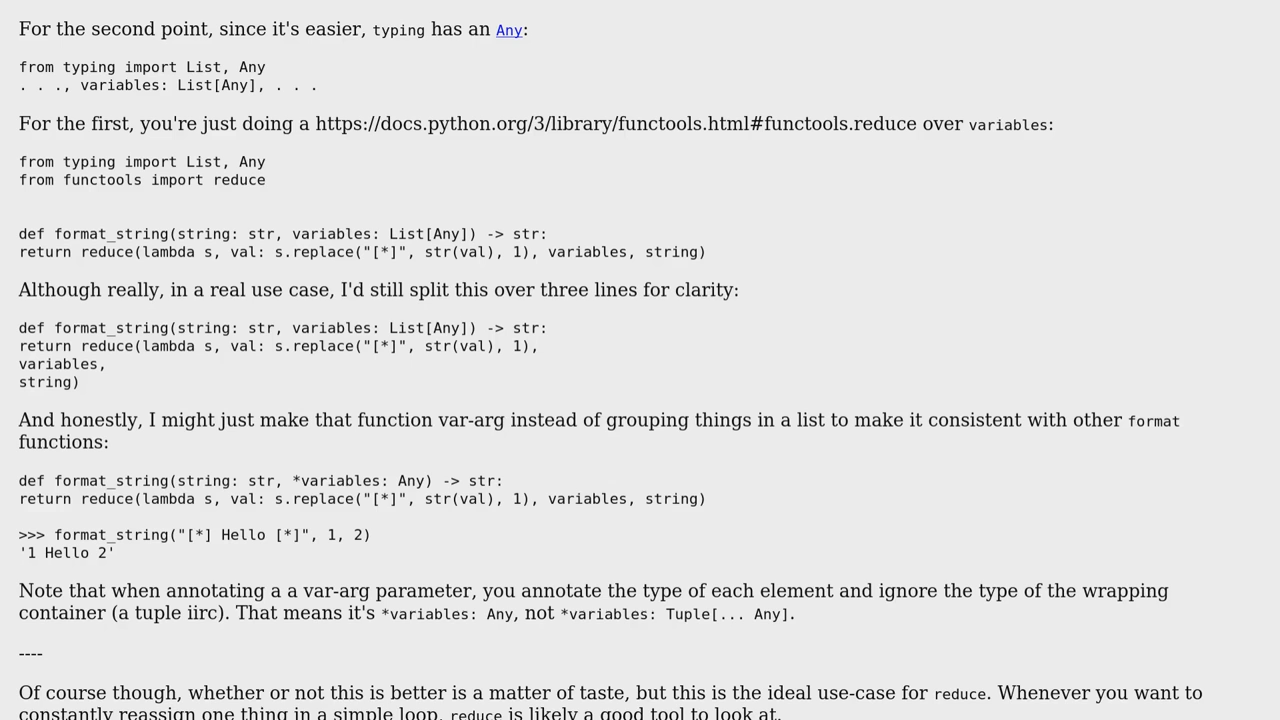 For the second point, since it's easier, typing has an Any:
from typing import List, Any
. . ., variables: List[Any], . . .
For the first, you're just doing a https://docs.python.org/3/library/functools.html#functools.reduce over variables:
from typing import List, Any
from functools import reduce
def format_string(string: str, variables: List[Any]) -> str:
return reduce(lambda s, val: s.replace("[*]", str(val), 1), variables, string)
Although really, in a real use case, I'd still split this over three lines for clarity:
def format_string(string: str, variables: List[Any]) -> str:
return reduce(lambda s, val: s.replace("[*]", str(val), 1),
variables,
string)
And honestly, I might just make that function var-arg instead of grouping things in a list to make it consistent with other format
functions:
def format_string(string: str, *variables: Any) -> str:
return reduce(lambda s, val: s.replace("[*]", str(val), 1), variables, string)
>>> format_string("[*] Hello [*]", 1, 2)
'1 Hello 2'
Note that when annotating a a var-arg parameter, you annotate the type of each element and ignore the type of the wrapping
container (a tuple iirc). That means it's *variables: Any, not *variables: Tuple[... Any].
----
Of course though, whether or not this is better is a matter of taste, but this is the ideal use-case for reduce. Whenever you want to
constantly reassign one thing in a simple loop, reduce is likely a good tool to look at.